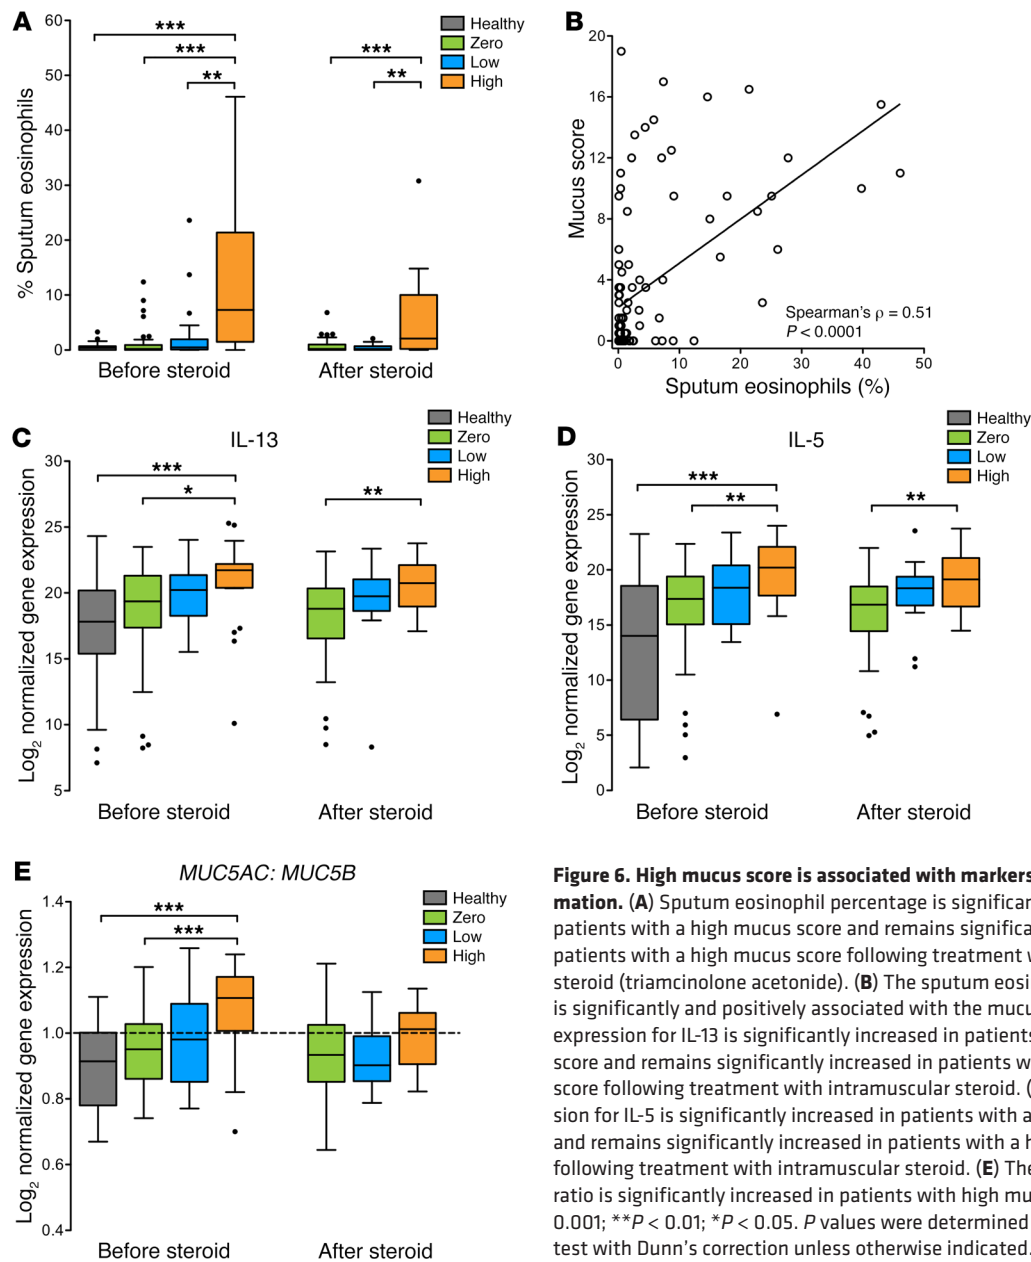 A
60
50
40
30
20
10
0
% Sputum eosinophils
***
***
**
***
**
Healthy
Zero
Low
High
Before steroid
After steroid
B
20
16
12
8
4
0
Mucus score
Spearman's ρ = 0.51
P < 0.0001
0 10 20 30 40 50
Sputum eosinophils (%)
C
IL-13
Healthy
Zero
Low
High
30
25
20
15
10
5
Log2 normalized gene expression
***
*
**
Before steroid
After steroid
D
IL-5
Healthy
Zero
Low
High
30
25
20
15
10
5
0
Log2 normalized gene expression
***
**
**
Before steroid
After steroid
E
MUC5AC: MUC5B
Healthy
Zero
Low
High
1.4
1.2
1.0
0.8
0.6
0.4
Log2 normalized gene expression
***
***
Before steroid
After steroid
Figure 6. High mucus score is associated with markers
mation. (A) Sputum eosinophil percentage is significan
patients with a high mucus score and remains significa
patients with a high mucus score following treatment w
steroid (triamcinolone acetonide). (B) The sputum eosi
is significantly and positively associated with the mucu
expression for IL-13 is significantly increased in patients
score and remains significantly increased in patients w
score following treatment with intramuscular steroid. (
sion for IL-5 is significantly increased in patients with a
and remains significantly increased in patients with a h
following treatment with intramuscular steroid. (E) The
ratio is significantly increased in patients with high mu
0.001; **P < 0.01; *P < 0.05. P values were determined
test with Dunn's correction unless otherwise indicated.